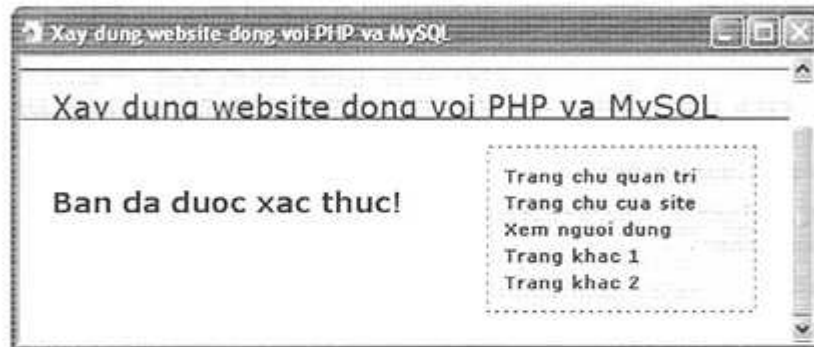 Xay dung website dong voi PHP va MySQL
Xay dung website dong voi PHP va MySQL
Ban da duoc xac thuc!
Trang chu quan tri
Trang chu cua site
Xem nguoi dung
Trang khac 1
Trang khac 2